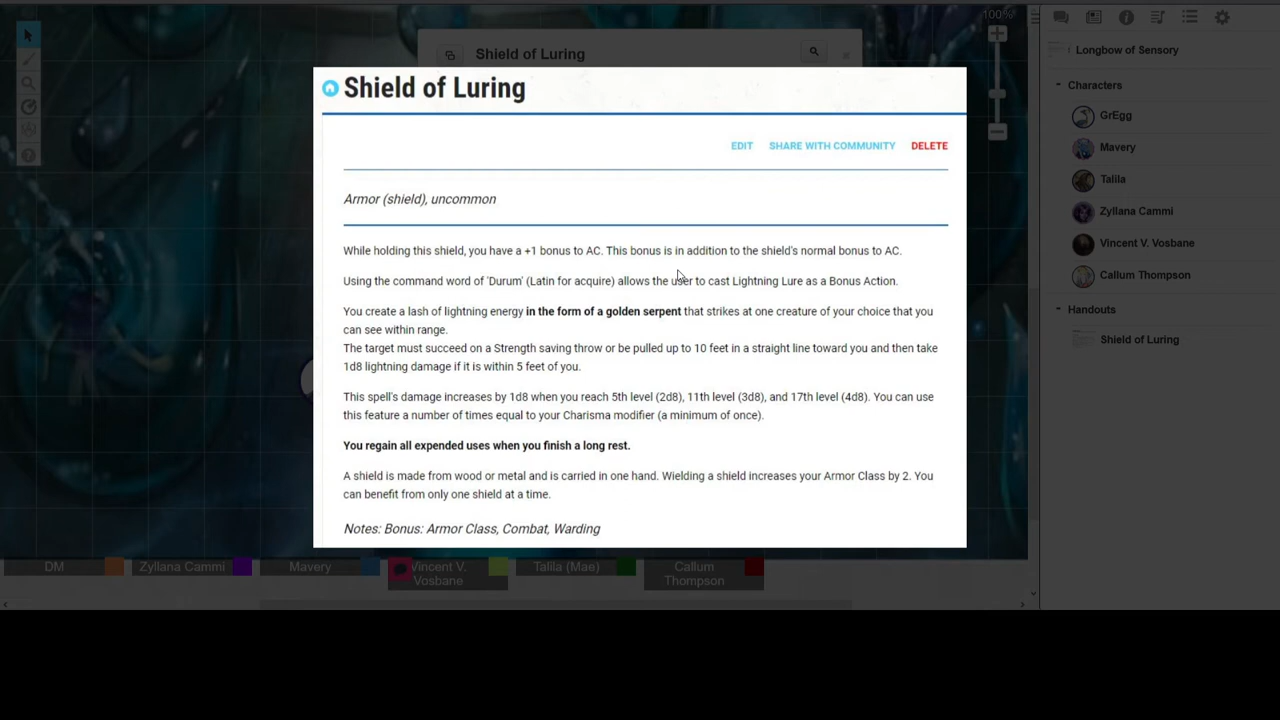 100%
Shield of Luring
Longbow of Sensory
Shield of Luring
Characters
EDIT SHARE WITH COMMUNITY DELETE
GrEgg
Mavery
Armor (shield), uncommon
Talila
Zyllana Cammi
While holding this shield, you have a +1 bonus to AC. This bonus is in addition to the shield's normal bonus to AC.
Vincent V. Vosbane
Using the command word of 'Durum' (Latin for acquire) allows the user to cast Lightning Lure as a Bonus Action.
Callum Thompson
You create a lash of lightning energy in the form of a golden serpent that strikes at one creature of your choice that you
can see within range.
Handouts
The target must succeed on a Strength saving throw or be pulled up to 10 feet in a straight line toward you and then take
1d8 lightning damage if it is within 5 feet of you.
Shield of Luring
This spell's damage increases by 1d8 when you reach 5th level (2d8), 11th level (3d8), and 17th level (4d8). You can use
this feature a number of times equal to your Charisma modifier (a minimum of once).
You regain all expended uses when you finish a long rest.
A shield is made from wood or metal and is carried in one hand. Wielding a shield increases your Armor Class by 2. You
can benefit from only one shield at a time.
Notes: Bonus: Armor Class, Combat, Warding
DM
Zyllana Cammi
Mavery
Vincent V.
Vosbane
Talila (Mae)
Callum
Thompson